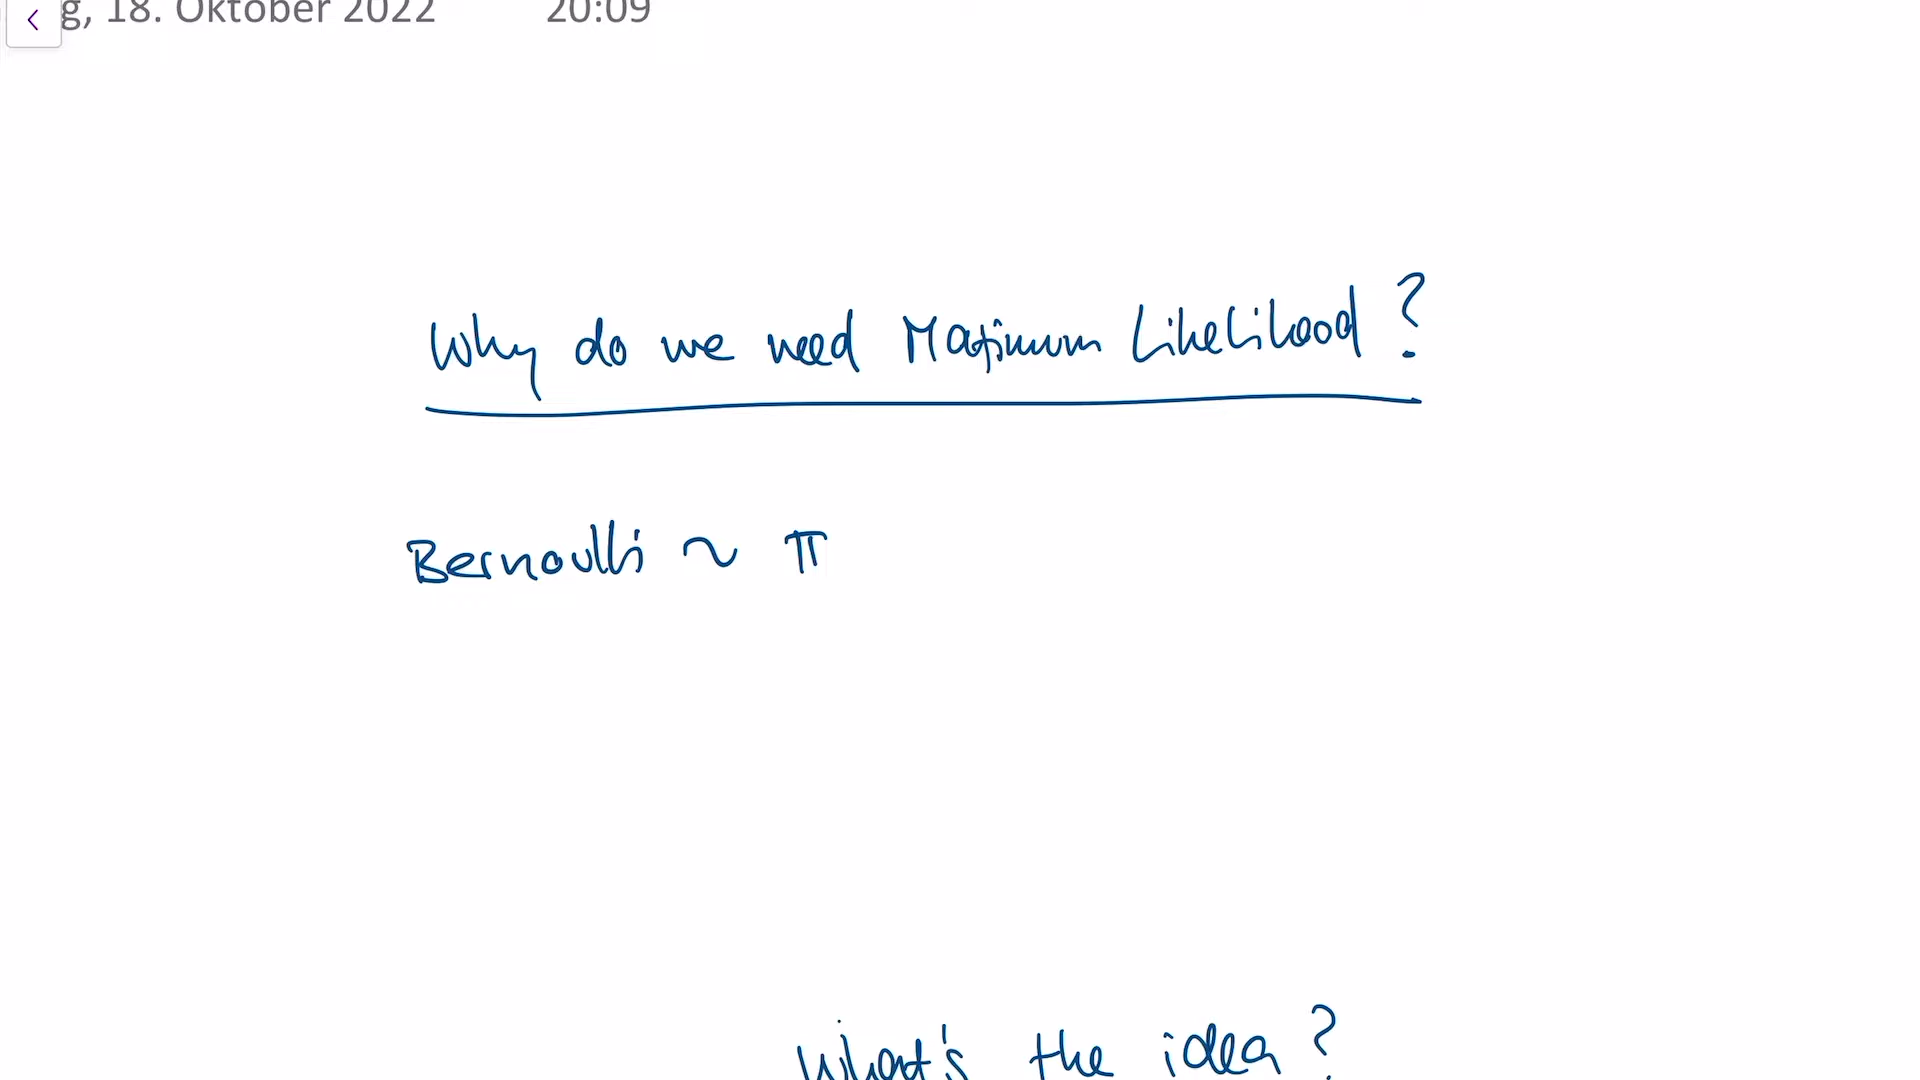 g, 18. Oktober 2022 20:09
Why do we need Maximum Likelihood?
Bernoulli ~ π
What's the idea?